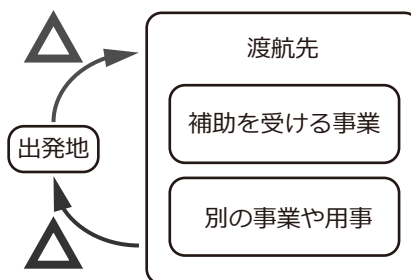 渡航先
補助を受ける事業
出発地
別の事業や用事